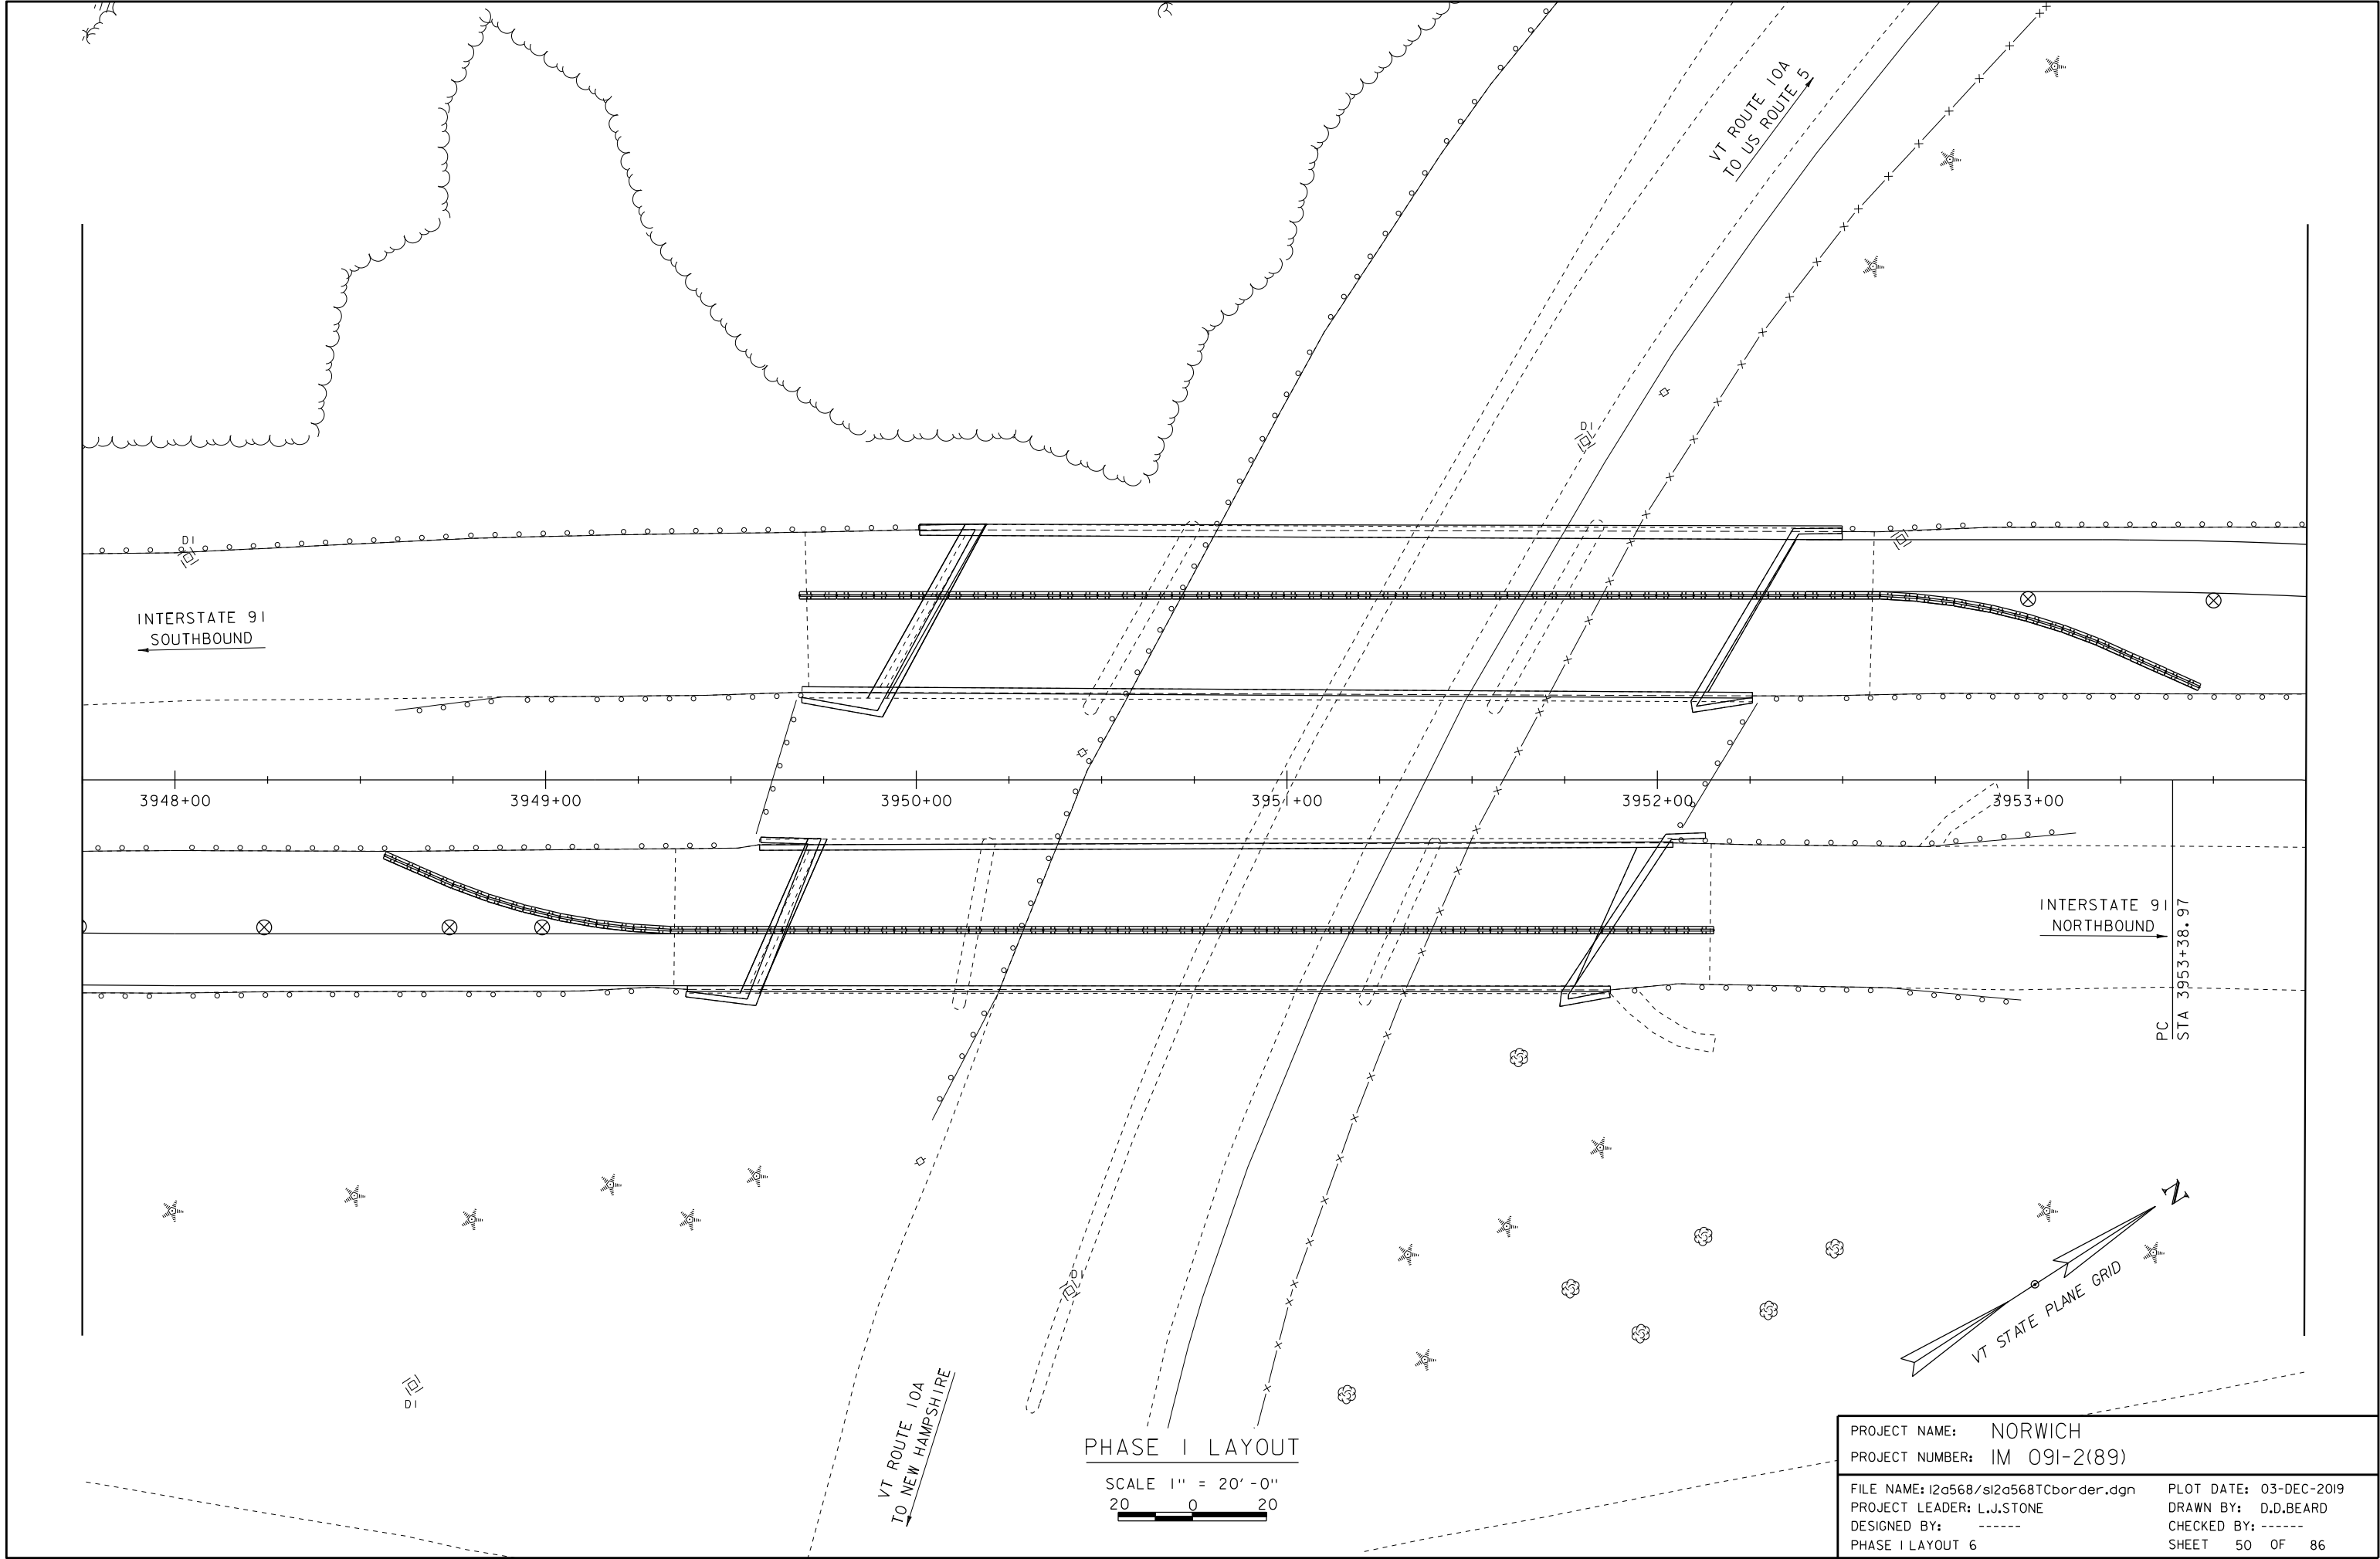 VT ROUTE 10A
TO US ROUTE 5
DI
DI
INTERSTATE 91
SOUTHBOUND
3948+00
3949+00
3950+00
3951+00
3952+00
3953+00
INTERSTATE 91
NORTHBOUND
PC
STA 3953+38.97
DI
DI
N
VT STATE PLANE GRID
VT ROUTE 10A
TO NEW HAMPSHIRE
PHASE 1 LAYOUT
SCALE 1" = 20'-0"
20 0 20
PROJECT NAME: NORWICH
PROJECT NUMBER: IM 091-2(89)
FILE NAME: 12a568/s12a568TCborder.dgn PLOT DATE: 03-DEC-2019
PROJECT LEADER: L.J.STONE DRAWN BY: D.D.BEARD
DESIGNED BY: ------ CHECKED BY: ------
PHASE 1 LAYOUT 6 SHEET 50 OF 86